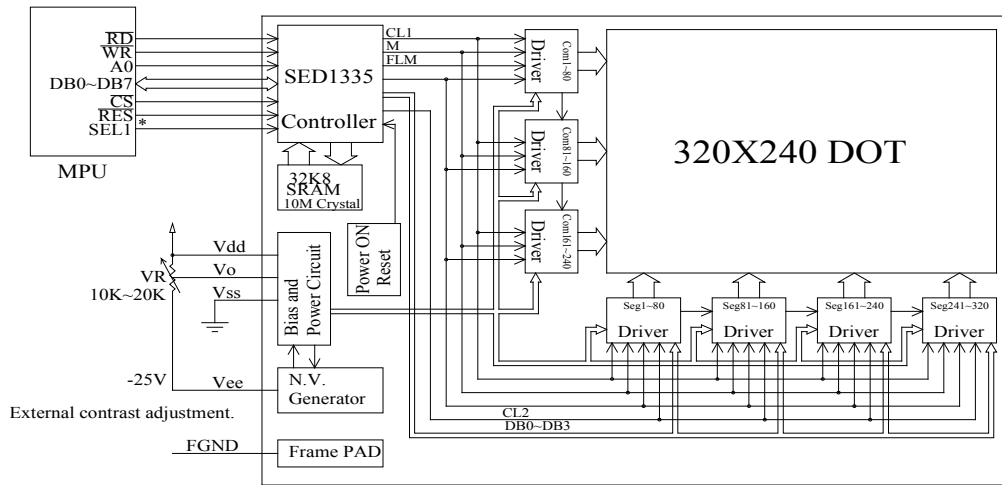 RD
WR
A0
DB0~DB7
CS
RES
SEL1
*
MPU
SED1335
Controller
32K8
SRAM
10M Crystal
Power ON
Reset
CL1
M
FLM
Driver
Com1~80
Driver
Com81~160
Driver
Com161~240
320X240 DOT
Seg1~80
Driver
Seg81~160
Driver
Seg161~240
Driver
Seg241~320
Driver
Vdd
VR
Vo
10K~20K
Vss
Bias and
Power Circuit
-25V
Vee
N.V.
Generator
External contrast adjustment.
CL2
DB0~DB3
FGND
Frame PAD